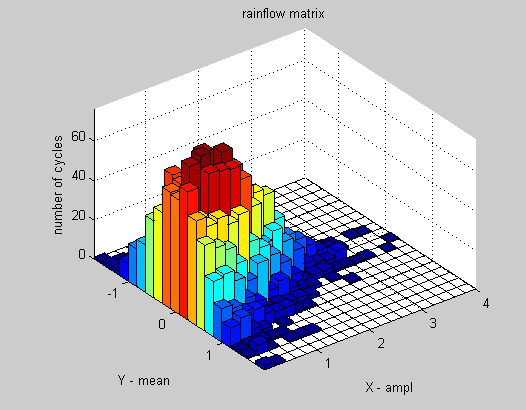 rainflow matrix
number of cycles
60
40
20
0
-1
0
1
Y - mean
1
2
3
4
X - ampl